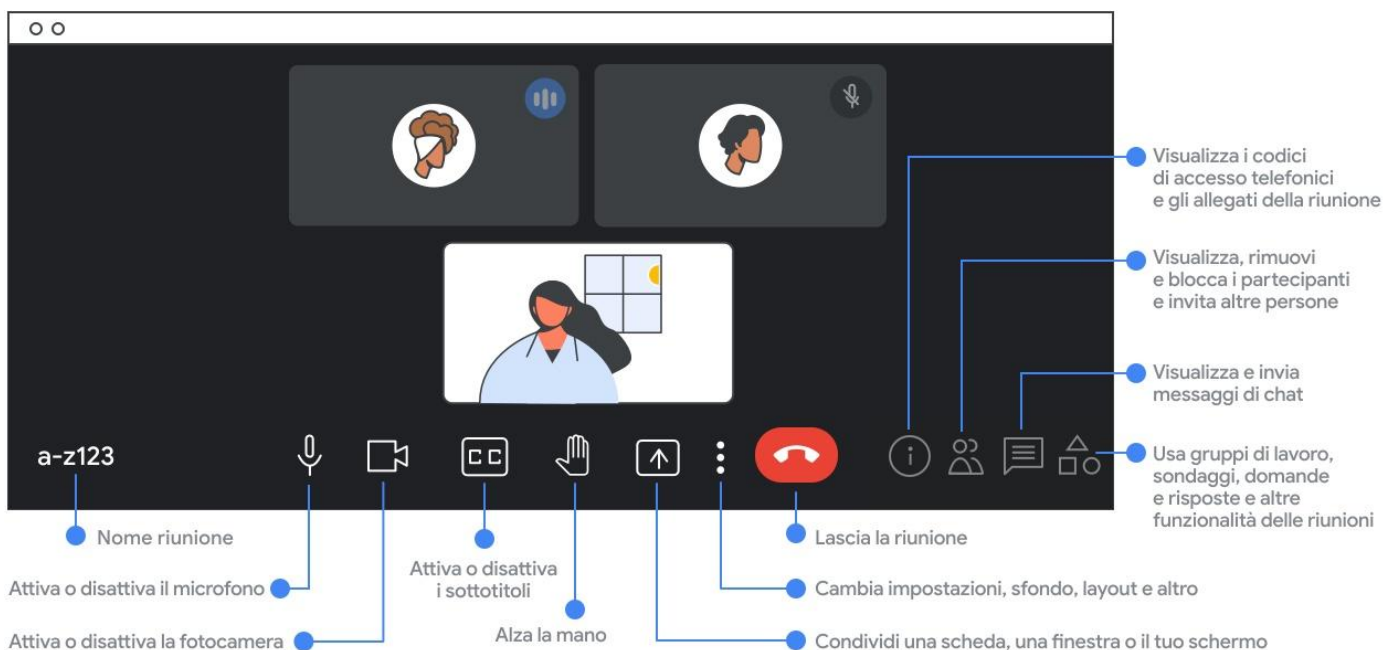 Visualizza i codici
di accesso telefonici
e gli allegati della riunione
Visualizza, rimuovi
e blocca i partecipanti
e invita altre persone
Visualizza e invia
messaggi di chat
a-z123
CC
i
Usa gruppi di lavoro,
sondaggi, domande
e risposte e altre
funzionalità delle riunioni
Nome riunione
Lascia la riunione
Attiva o disattiva
i sottotitoli
Attiva o disattiva il microfono
Cambia impostazioni, sfondo, layout e altro
Alza la mano
Attiva o disattiva la fotocamera
Condividi una scheda, una finestra o il tuo schermo